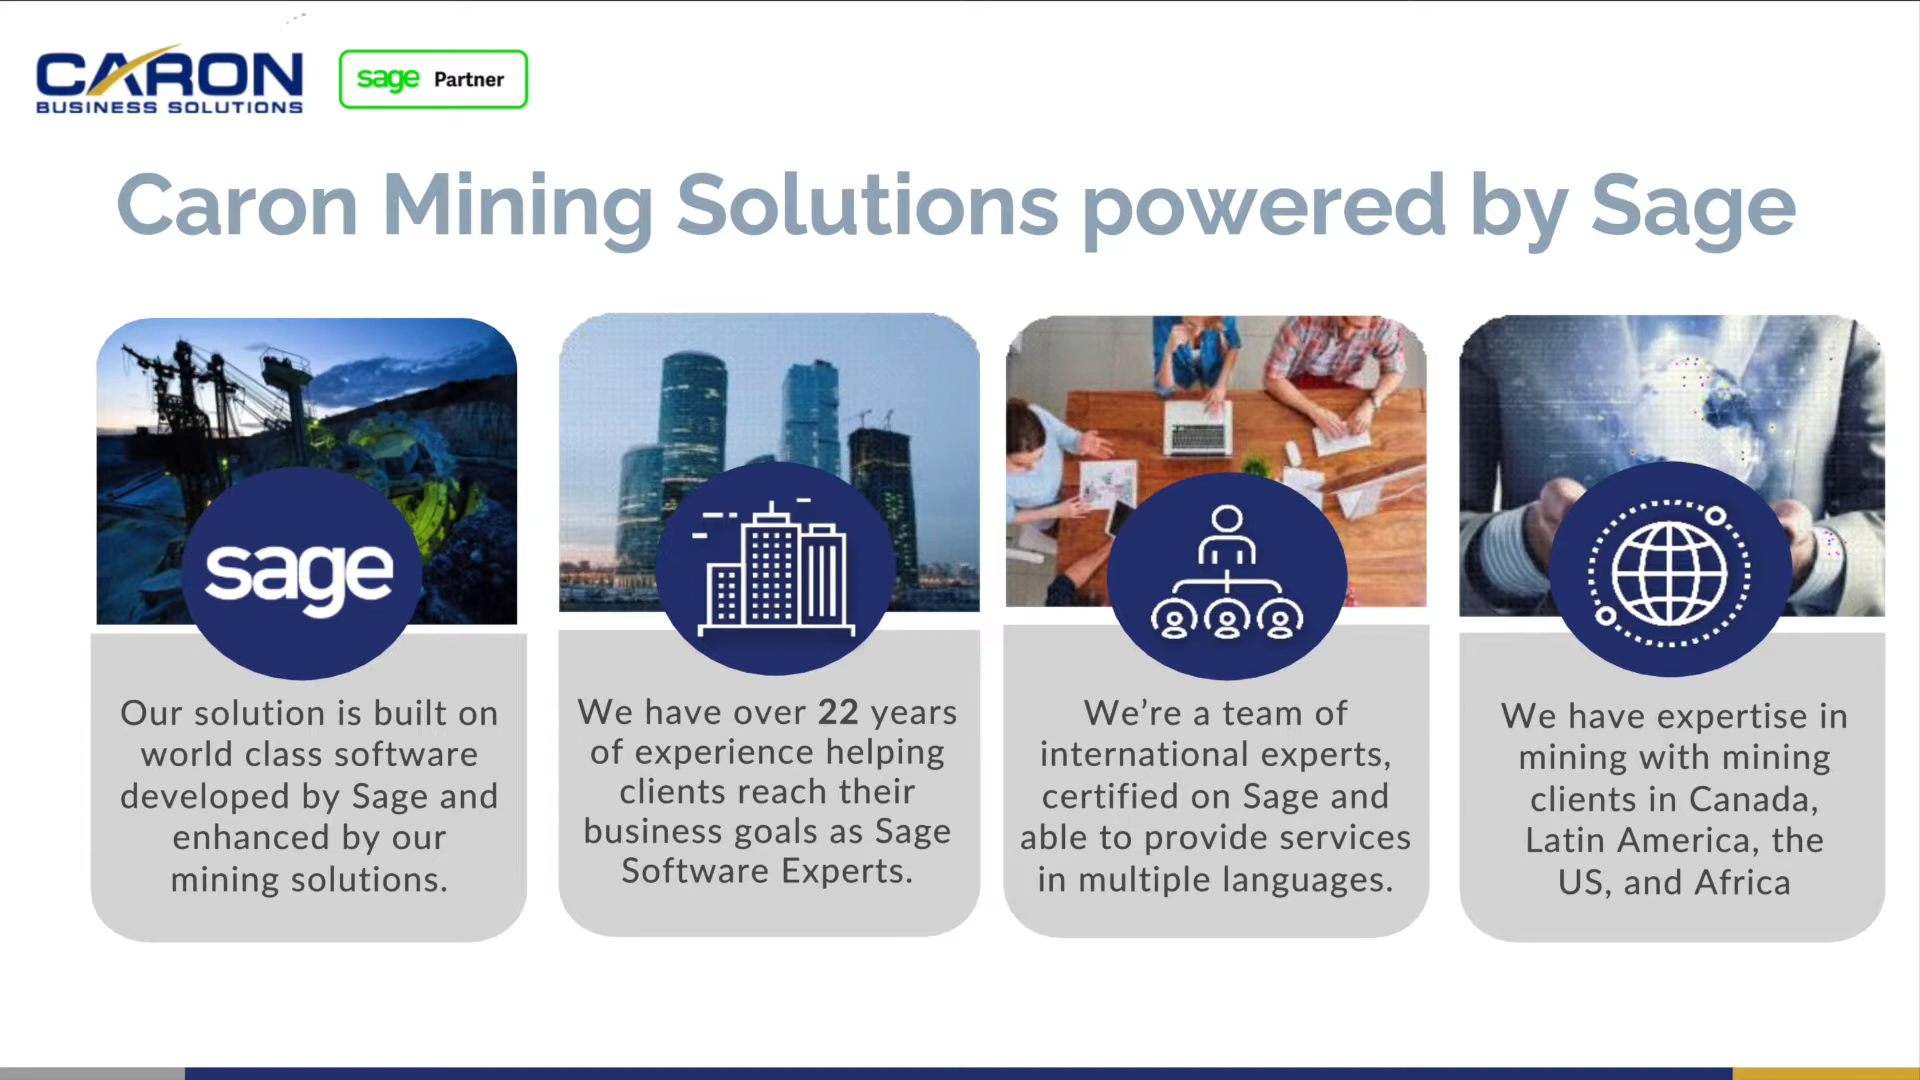 CARON
BUSINESS SOLUTIONS
sage Partner
Caron Mining Solutions powered by Sage
sage
Our solution is built on
world class software
developed by Sage and
enhanced by our
mining solutions.
We have over 22 years
of experience helping
clients reach their
business goals as Sage
Software Experts.
We’re a team of
international experts,
certified on Sage and
able to provide services
in multiple languages.
We have expertise in
mining with mining
clients in Canada,
Latin America, the
US, and Africa